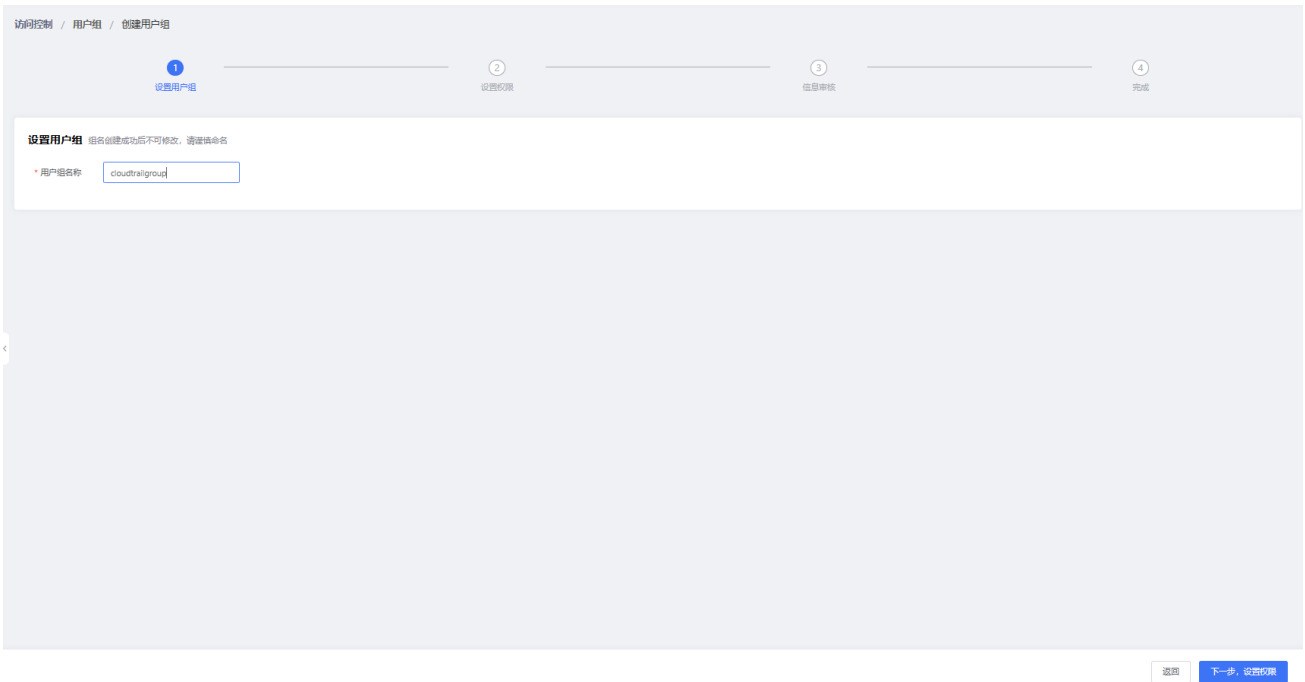 访问控制 / 用户组 / 创建用户组
1 2 3 4
设置用户组 设置权限 信息审核 完成
设置用户组 组名创建成功后不可修改，请谨慎命名
* 用户组名称 cloudtrailgroup
<
返回 下一步，设置权限